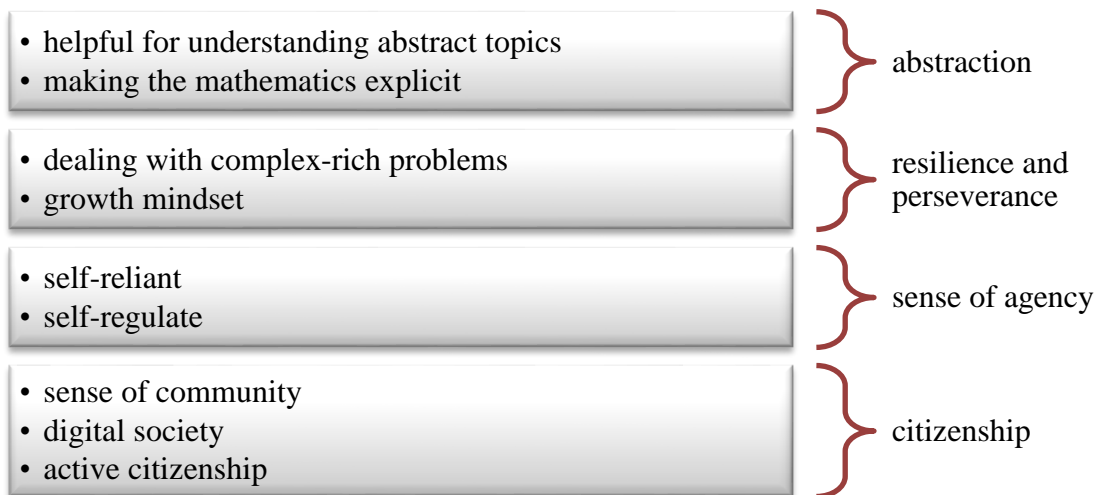 • helpful for understanding abstract topics
• making the mathematics explicit
abstraction
• dealing with complex-rich problems
• growth mindset
resilience and
perseverance
• self-reliant
• self-regulate
sense of agency
• sense of community
• digital society
• active citizenship
citizenship